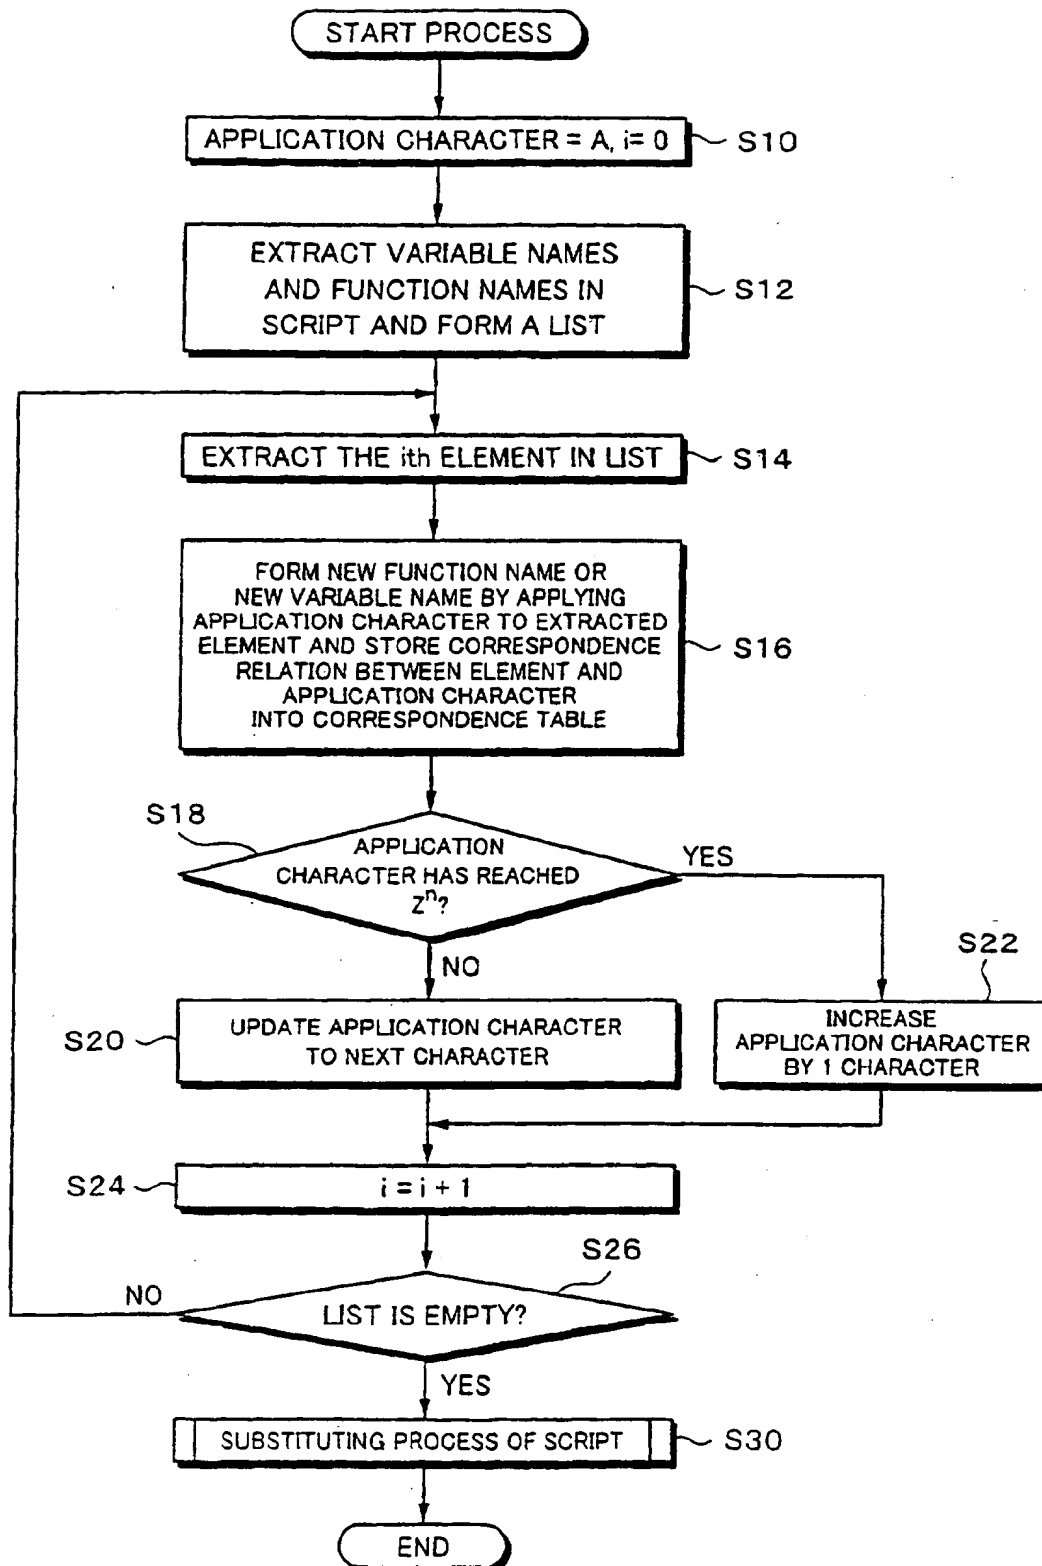 START PROCESS
APPLICATION CHARACTER = A, i= 0
S10
EXTRACT VARIABLE NAMES
AND FUNCTION NAMES IN
SCRIPT AND FORM A LIST
S12
EXTRACT THE ith ELEMENT IN LIST
S14
FORM NEW FUNCTION NAME OR
NEW VARIABLE NAME BY APPLYING
APPLICATION CHARACTER TO EXTRACTED
ELEMENT AND STORE CORRESPONDENCE
RELATION BETWEEN ELEMENT AND
APPLICATION CHARACTER
INTO CORRESPONDENCE TABLE
S16
S18
APPLICATION
CHARACTER HAS REACHED
Zⁿ?
YES
NO
S22
S20
UPDATE APPLICATION CHARACTER
TO NEXT CHARACTER
INCREASE
APPLICATION CHARACTER
BY 1 CHARACTER
S24
i = i + 1
S26
NO
LIST IS EMPTY?
YES
SUBSTITUTING PROCESS OF SCRIPT
S30
END